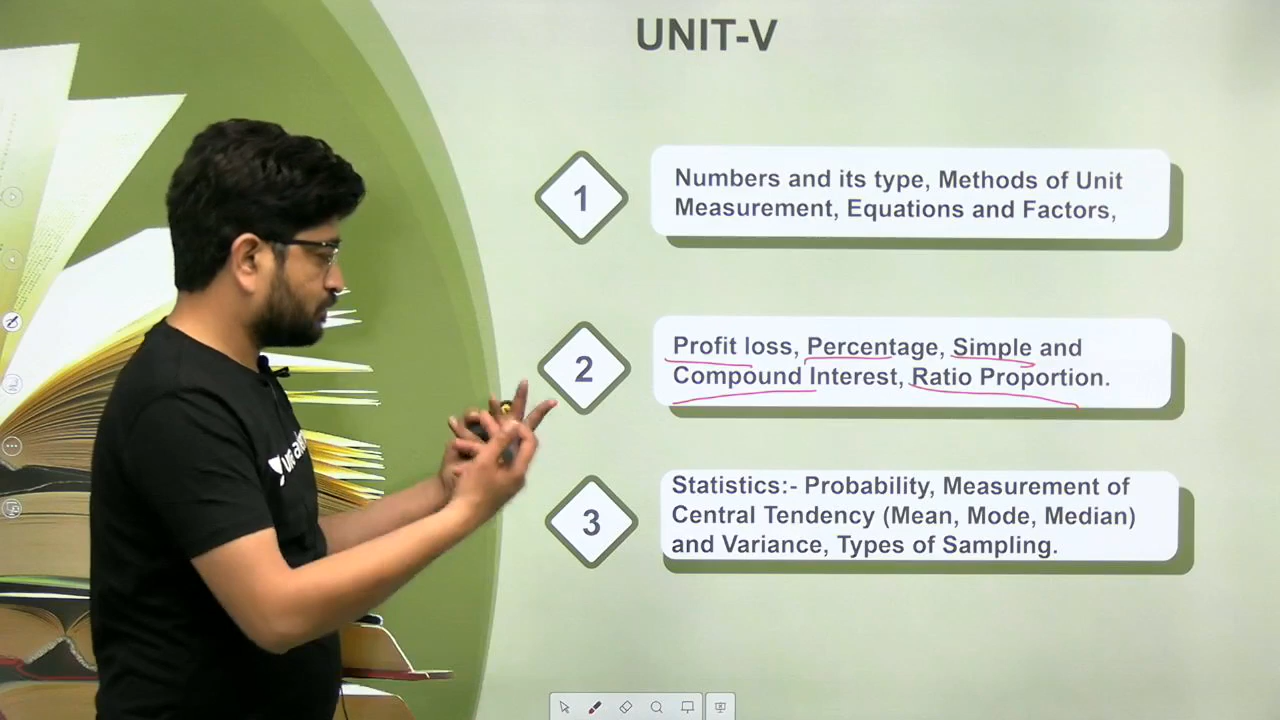 UNIT-V
1
Numbers and its type, Methods of Unit
Measurement, Equations and Factors,
2
Profit loss, Percentage, Simple and
Compound Interest, Ratio Proportion.
3
Statistics:- Probability, Measurement of
Central Tendency (Mean, Mode, Median)
and Variance, Types of Sampling.